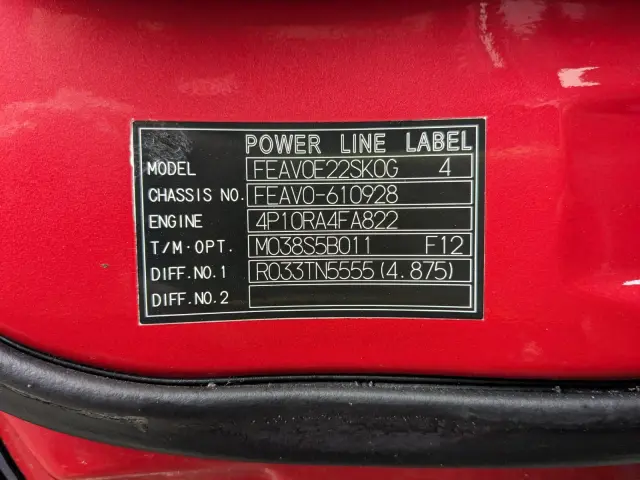 POWER LINE LABEL
MODEL FEAV0E22SK0G 4
CHASSIS NO. FEAV0-610928
ENGINE 4P10RA4FA822
T/M·OPT. M038S5B011 F12
DIFF.NO.1 R033TN5555(4.875)
DIFF.NO.2